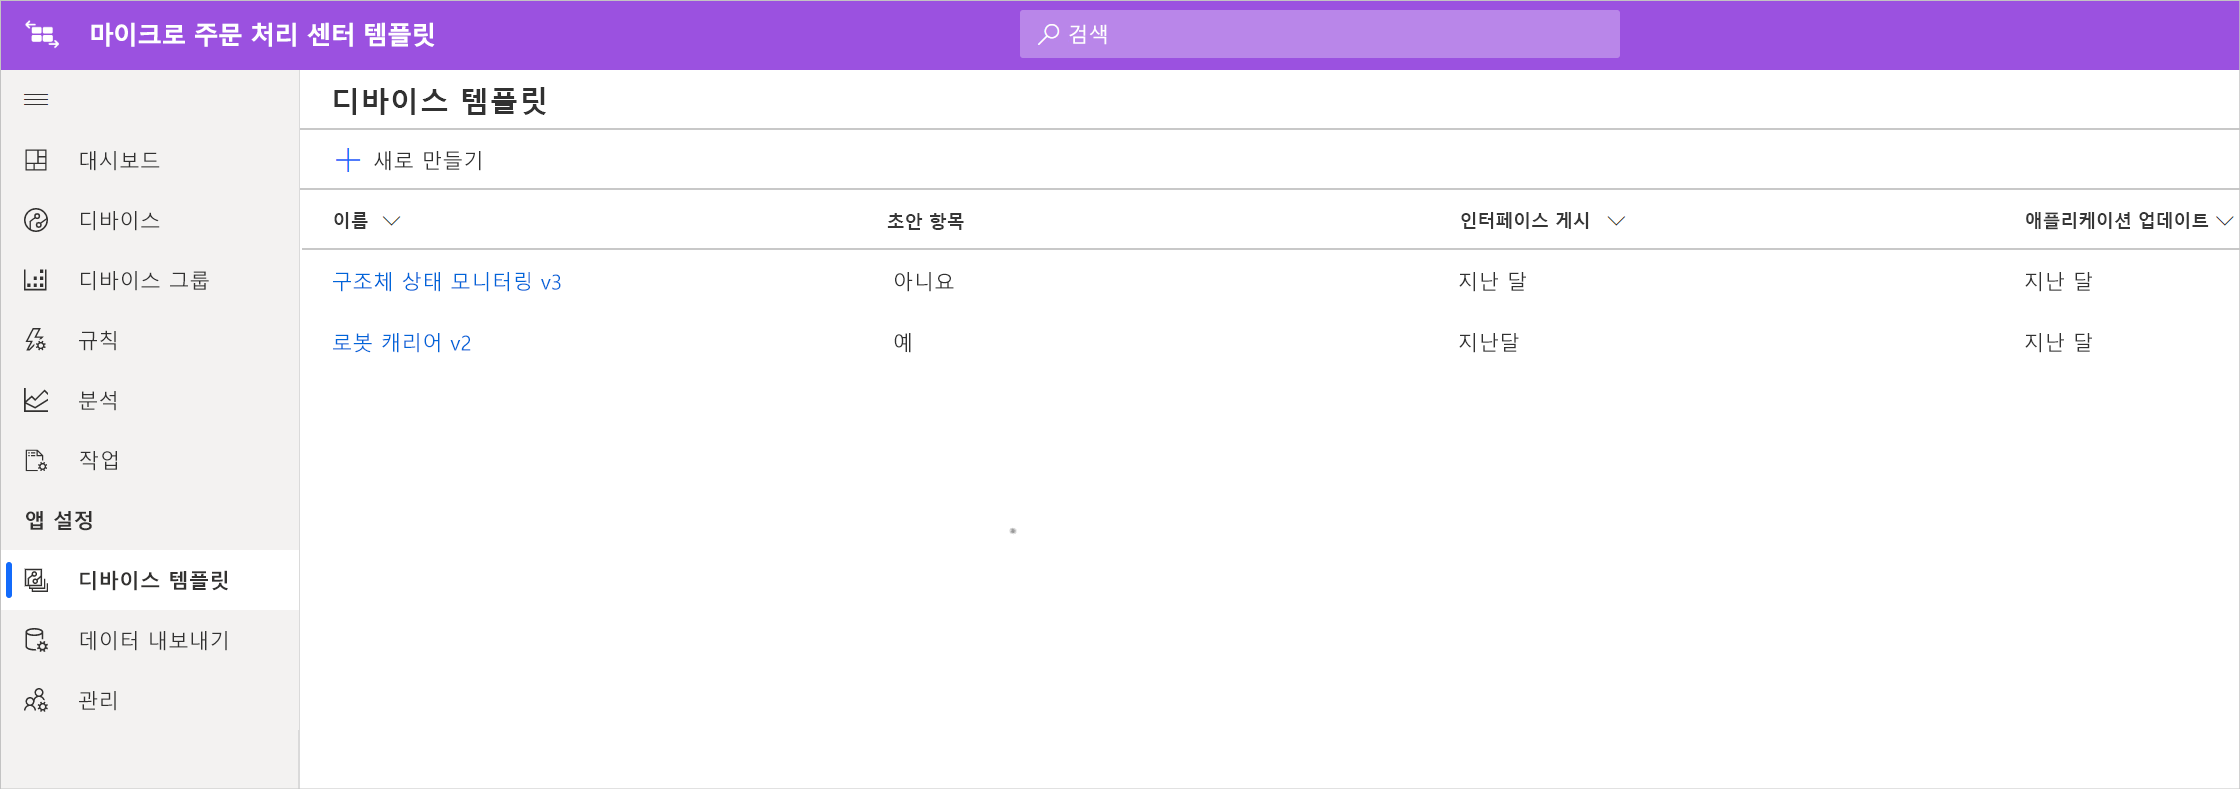 마이크로 주문 처리 센터 템플릿
검색
디바이스 템플릿
새로 만들기
이름 초안 항목 인터페이스 게시 애플리케이션 업데이트
구조체 상태 모니터링 v3 아니요 지난 달 지난 달
로봇 캐리어 v2 예 지난달 지난 달
대시보드
디바이스
디바이스 그룹
규칙
분석
작업
앱 설정
디바이스 템플릿
데이터 내보내기
관리